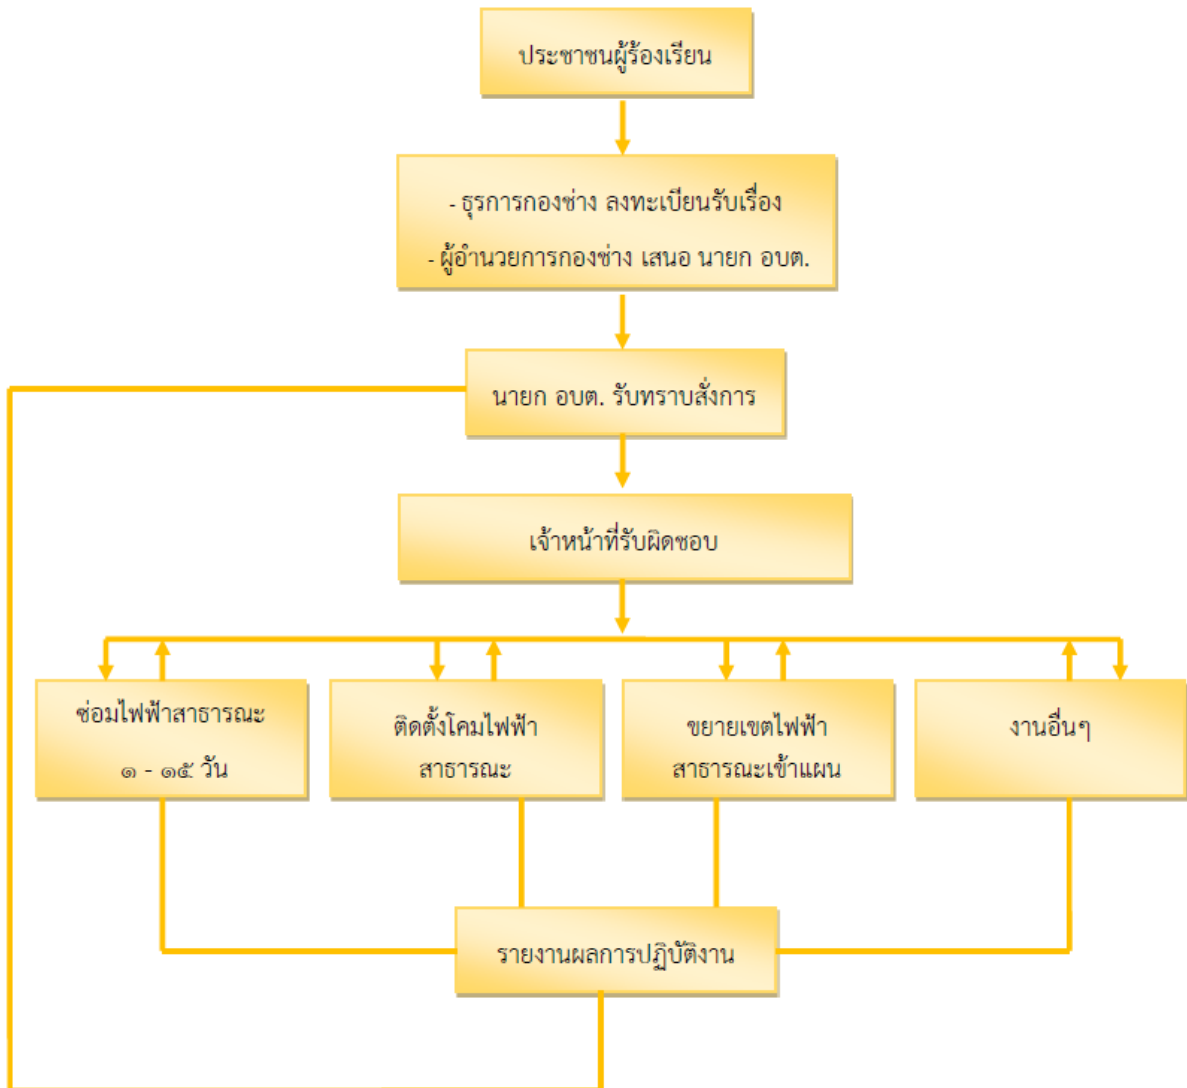 ประชาชนผู้ร้องเรียน
- ธุรการกองช่าง ลงทะเบียนรับเรื่อง
- ผู้อำนวยการกองช่าง เสนอ นายก อบต.
นายก อบต. รับทราบสั่งการ
เจ้าหน้าที่รับผิดชอบ
ซ่อมไฟฟ้าสาธารณะ
๑ - ๑๕ วัน
ติดตั้งโคมไฟฟ้า
สาธารณะ
ขยายเขตไฟฟ้า
สาธารณะเข้าแผน
งานอื่นๆ
รายงานผลการปฏิบัติงาน